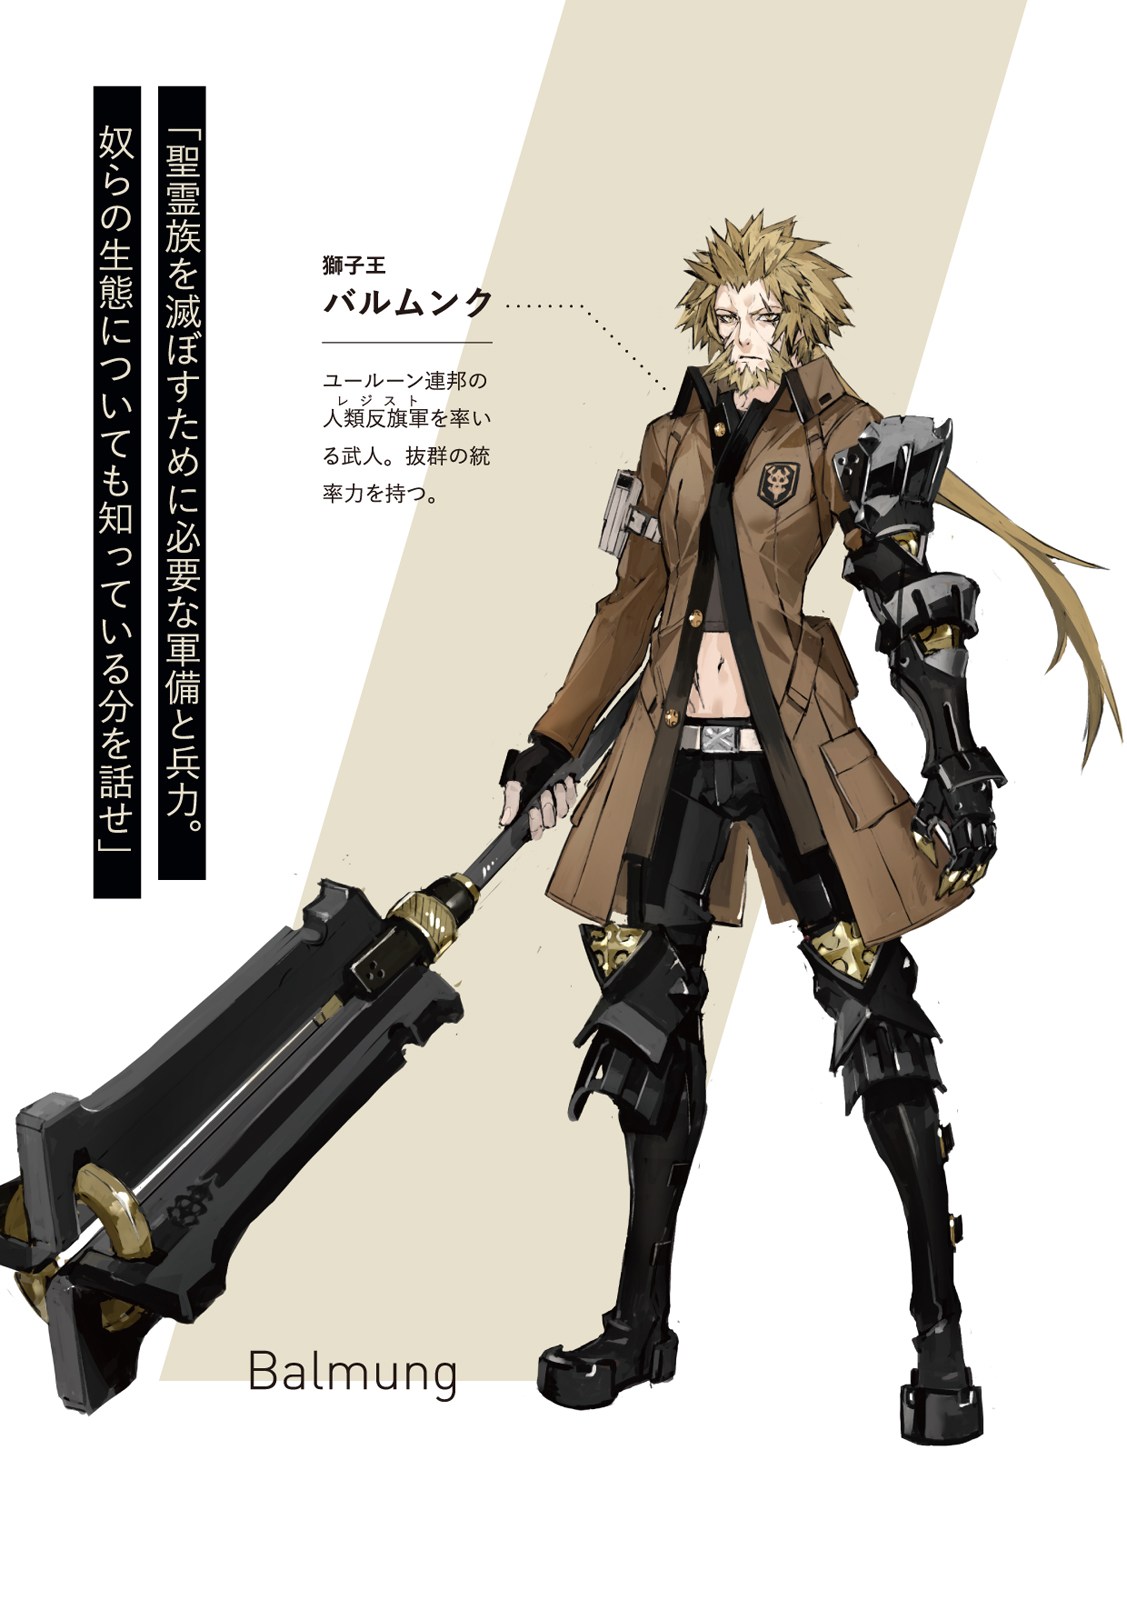 「聖霊族を滅ぼすために必要な軍備と兵力。
奴らの生態についても知っている分を話せ」
獅子王
バルムンク
ユールーン連邦の
レジスト
人類反旗軍を率い
る武人。抜群の統
率力を持つ。
Balmung